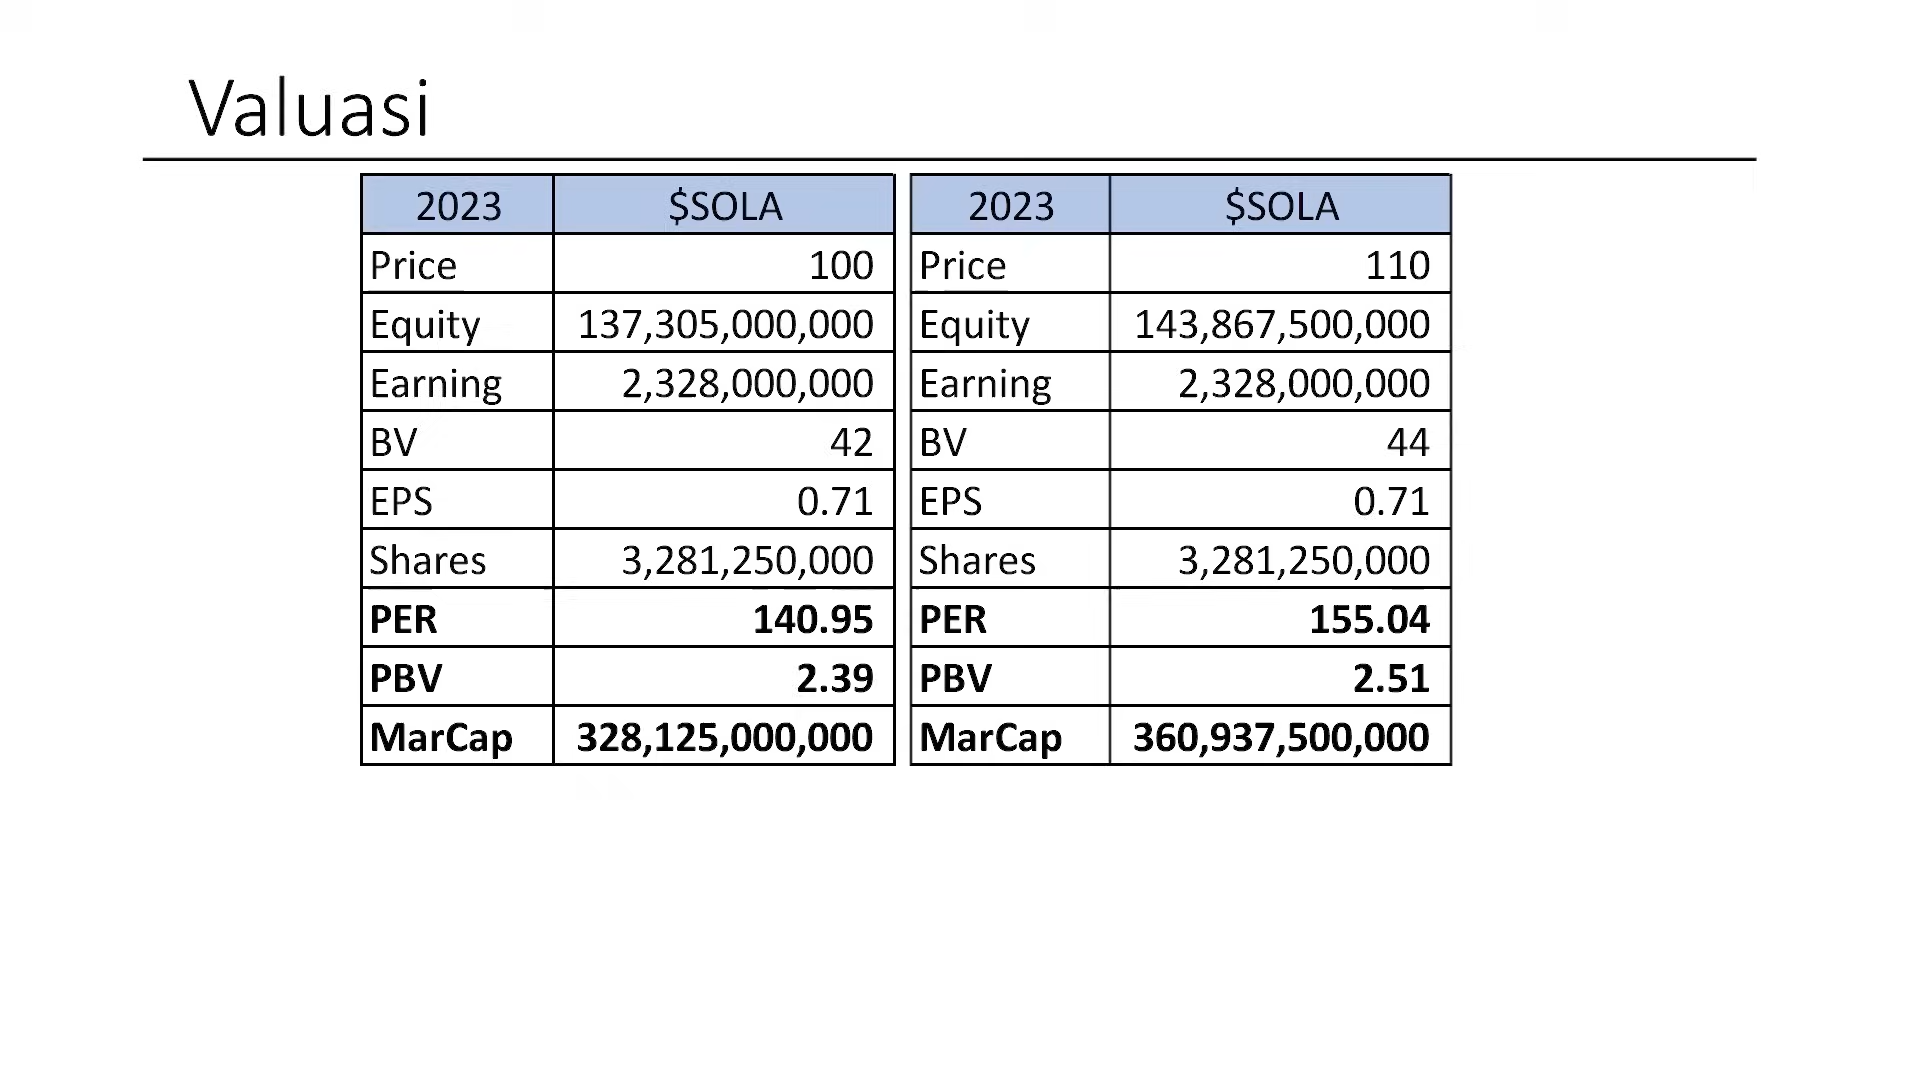 Valuasi
2023 $SOLA
Price 100
Equity 137,305,000,000
Earning 2,328,000,000
BV 42
EPS 0.71
Shares 3,281,250,000
PER 140.95
PBV 2.39
MarCap 328,125,000,000
2023 $SOLA
Price 110
Equity 143,867,500,000
Earning 2,328,000,000
BV 44
EPS 0.71
Shares 3,281,250,000
PER 155.04
PBV 2.51
MarCap 360,937,500,000